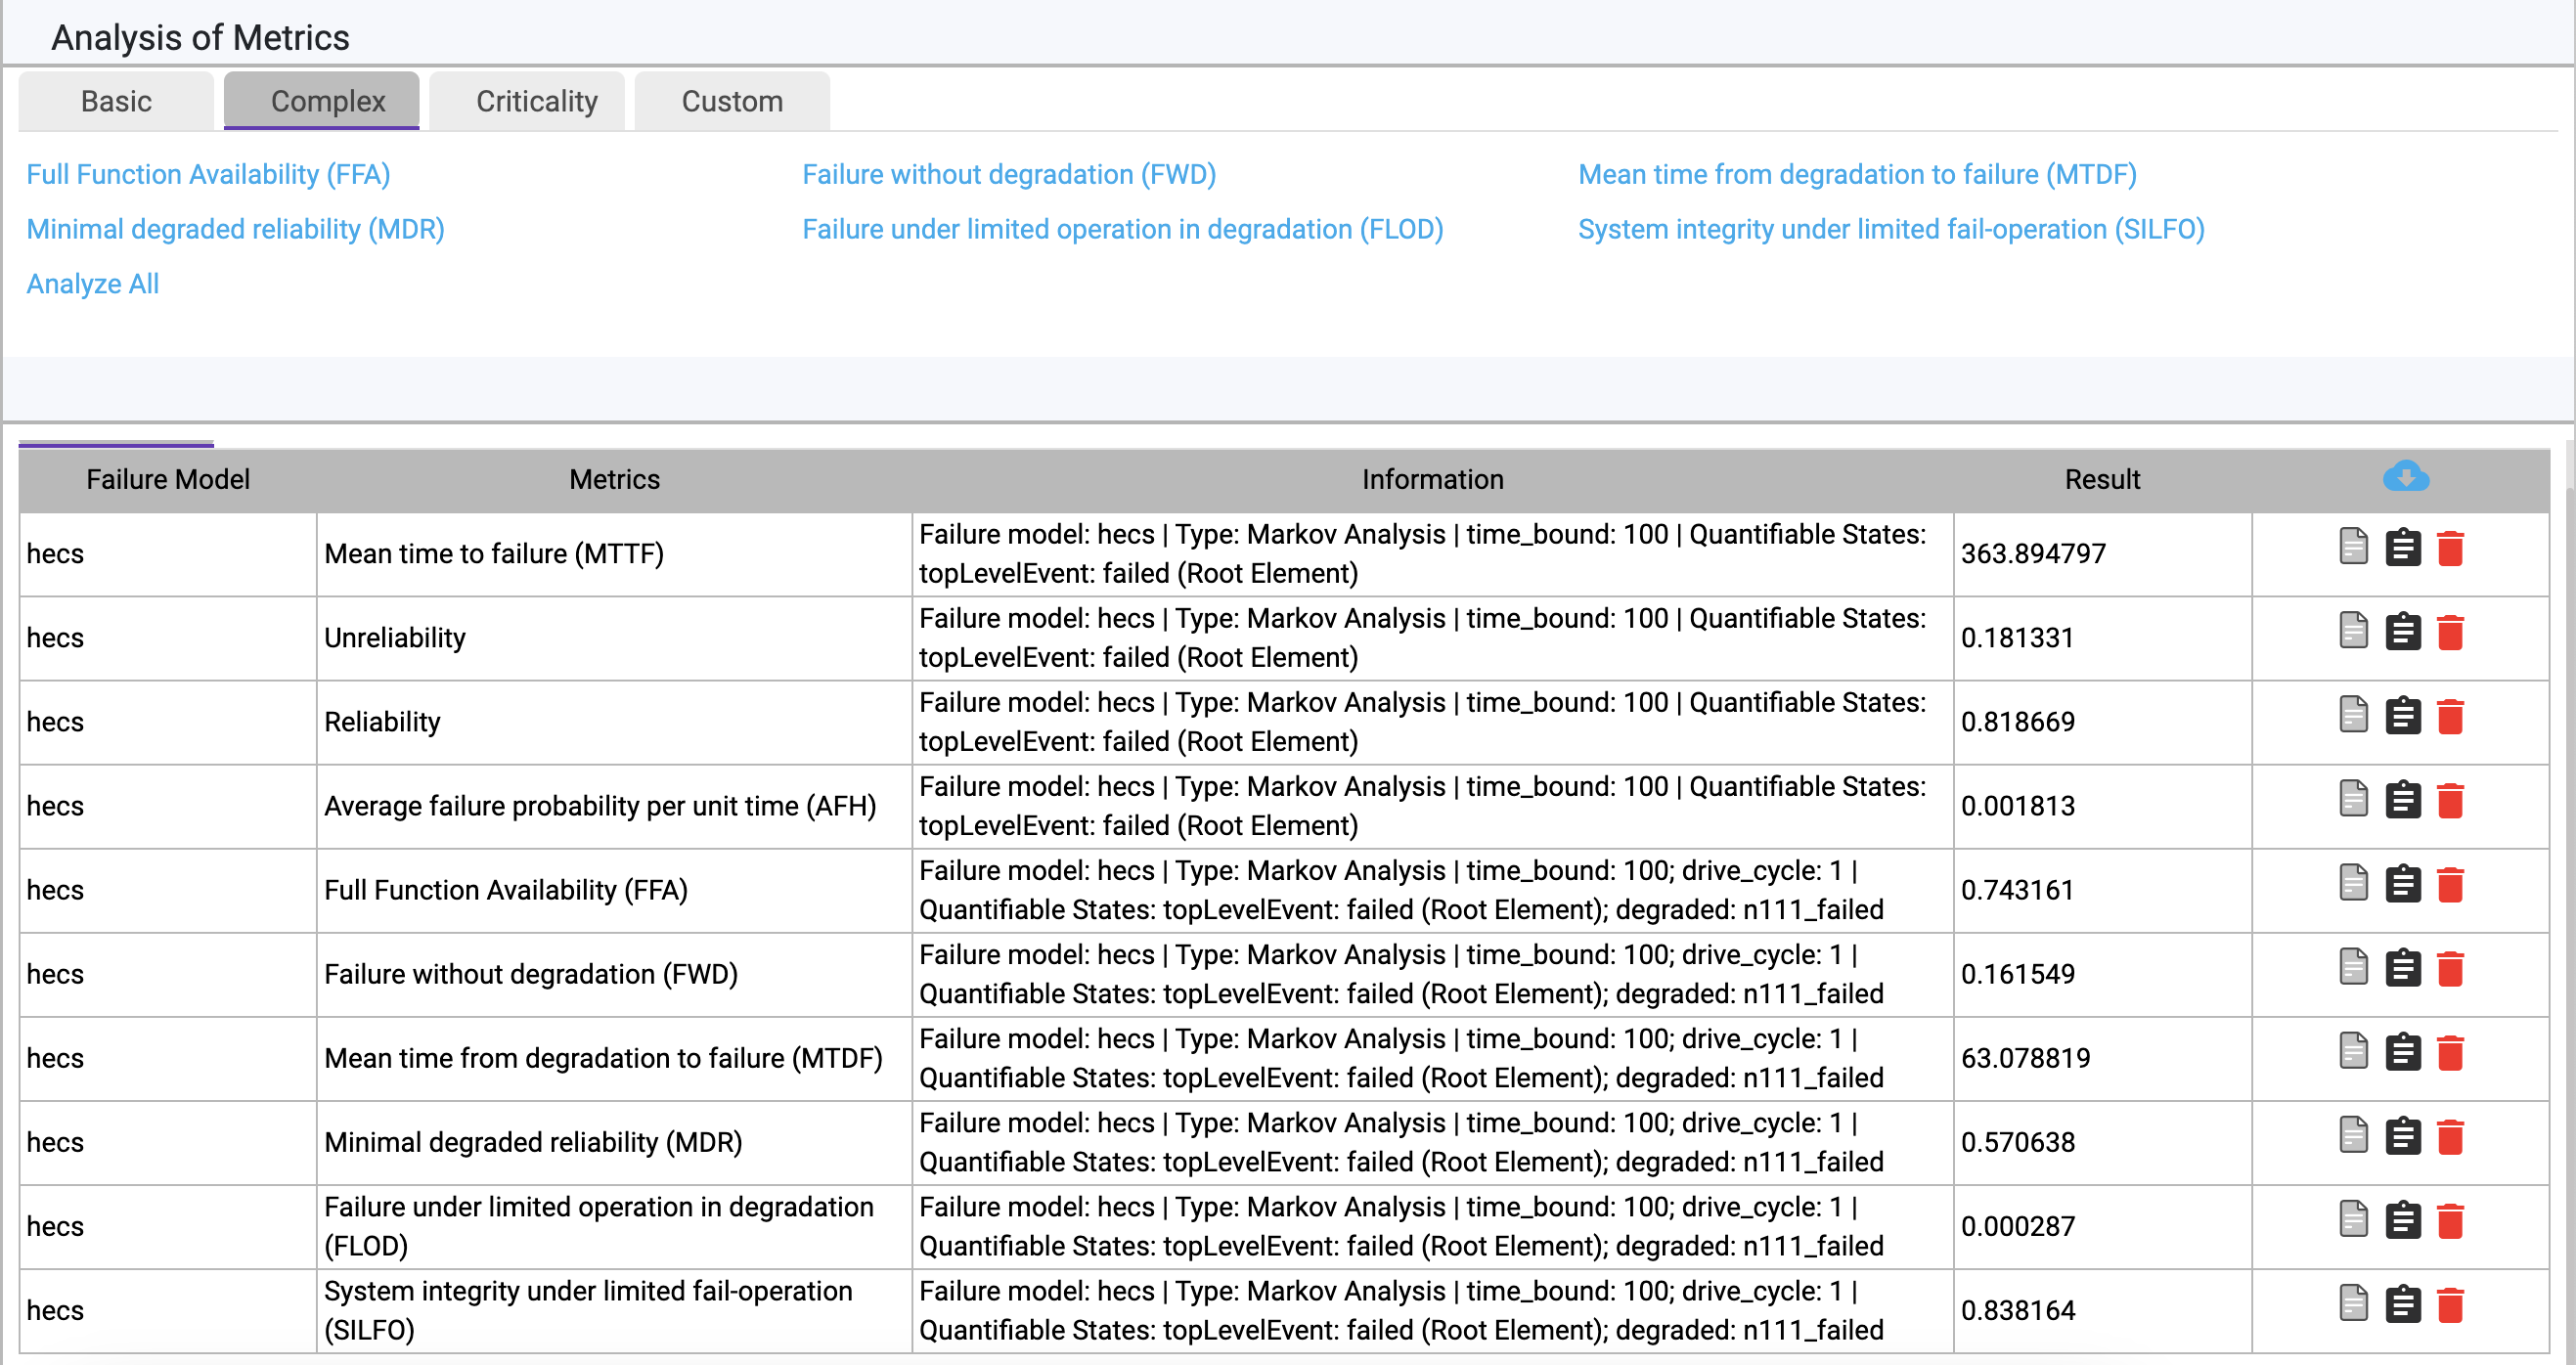 Analysis of Metrics
Basic
Complex
Criticality
Custom
Full Function Availability (FFA)
Failure without degradation (FWD)
Mean time from degradation to failure (MTDF)
Minimal degraded reliability (MDR)
Failure under limited operation in degradation (FLOD)
System integrity under limited fail-operation (SILFO)
Analyze All
Failure Model
Metrics
Information
Result
hecs
Mean time to failure (MTTF)
Failure model: hecs | Type: Markov Analysis | time_bound: 100 | Quantifiable States:
topLevelEvent: failed (Root Element)
363.894797
hecs
Unreliability
Failure model: hecs | Type: Markov Analysis | time_bound: 100 | Quantifiable States:
topLevelEvent: failed (Root Element)
0.181331
hecs
Reliability
Failure model: hecs | Type: Markov Analysis | time_bound: 100 | Quantifiable States:
topLevelEvent: failed (Root Element)
0.818669
hecs
Average failure probability per unit time (AFH)
Failure model: hecs | Type: Markov Analysis | time_bound: 100 | Quantifiable States:
topLevelEvent: failed (Root Element)
0.001813
hecs
Full Function Availability (FFA)
Failure model: hecs | Type: Markov Analysis | time_bound: 100; drive_cycle: 1 |
Quantifiable States: topLevelEvent: failed (Root Element); degraded: n111_failed
0.743161
hecs
Failure without degradation (FWD)
Failure model: hecs | Type: Markov Analysis | time_bound: 100; drive_cycle: 1 |
Quantifiable States: topLevelEvent: failed (Root Element); degraded: n111_failed
0.161549
hecs
Mean time from degradation to failure (MTDF)
Failure model: hecs | Type: Markov Analysis | time_bound: 100; drive_cycle: 1 |
Quantifiable States: topLevelEvent: failed (Root Element); degraded: n111_failed
63.078819
hecs
Minimal degraded reliability (MDR)
Failure model: hecs | Type: Markov Analysis | time_bound: 100; drive_cycle: 1 |
Quantifiable States: topLevelEvent: failed (Root Element); degraded: n111_failed
0.570638
hecs
Failure under limited operation in degradation
(FLOD)
Failure model: hecs | Type: Markov Analysis | time_bound: 100; drive_cycle: 1 |
Quantifiable States: topLevelEvent: failed (Root Element); degraded: n111_failed
0.000287
hecs
System integrity under limited fail-operation
(SILFO)
Failure model: hecs | Type: Markov Analysis | time_bound: 100; drive_cycle: 1 |
Quantifiable States: topLevelEvent: failed (Root Element); degraded: n111_failed
0.838164